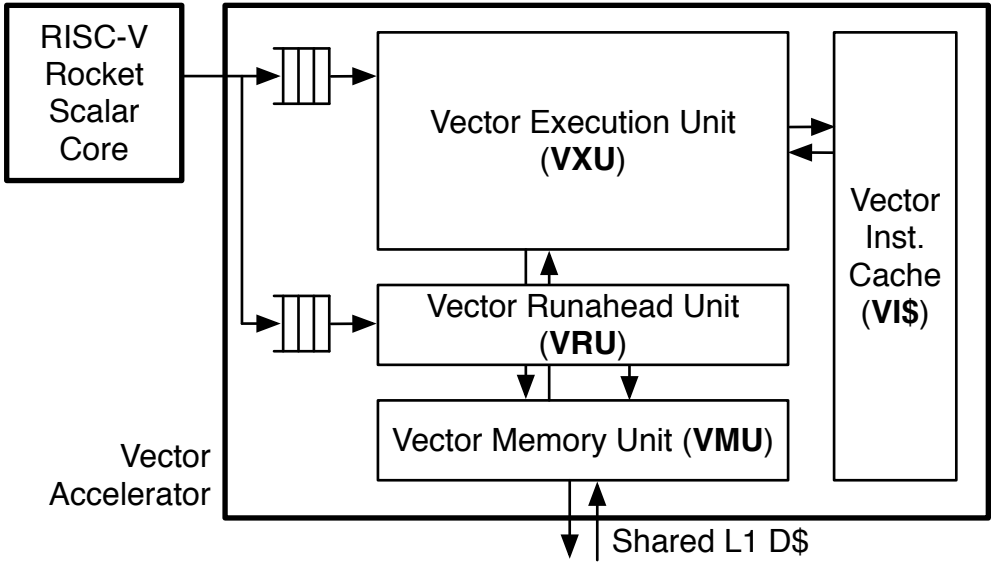 RISC-V
Rocket
Scalar
Core
Vector Execution Unit
(VXU)
Vector
Inst.
Cache
(VI$)
Vector Runahead Unit
(VRU)
Vector Memory Unit (VMU)
Vector
Accelerator
Shared L1 D$